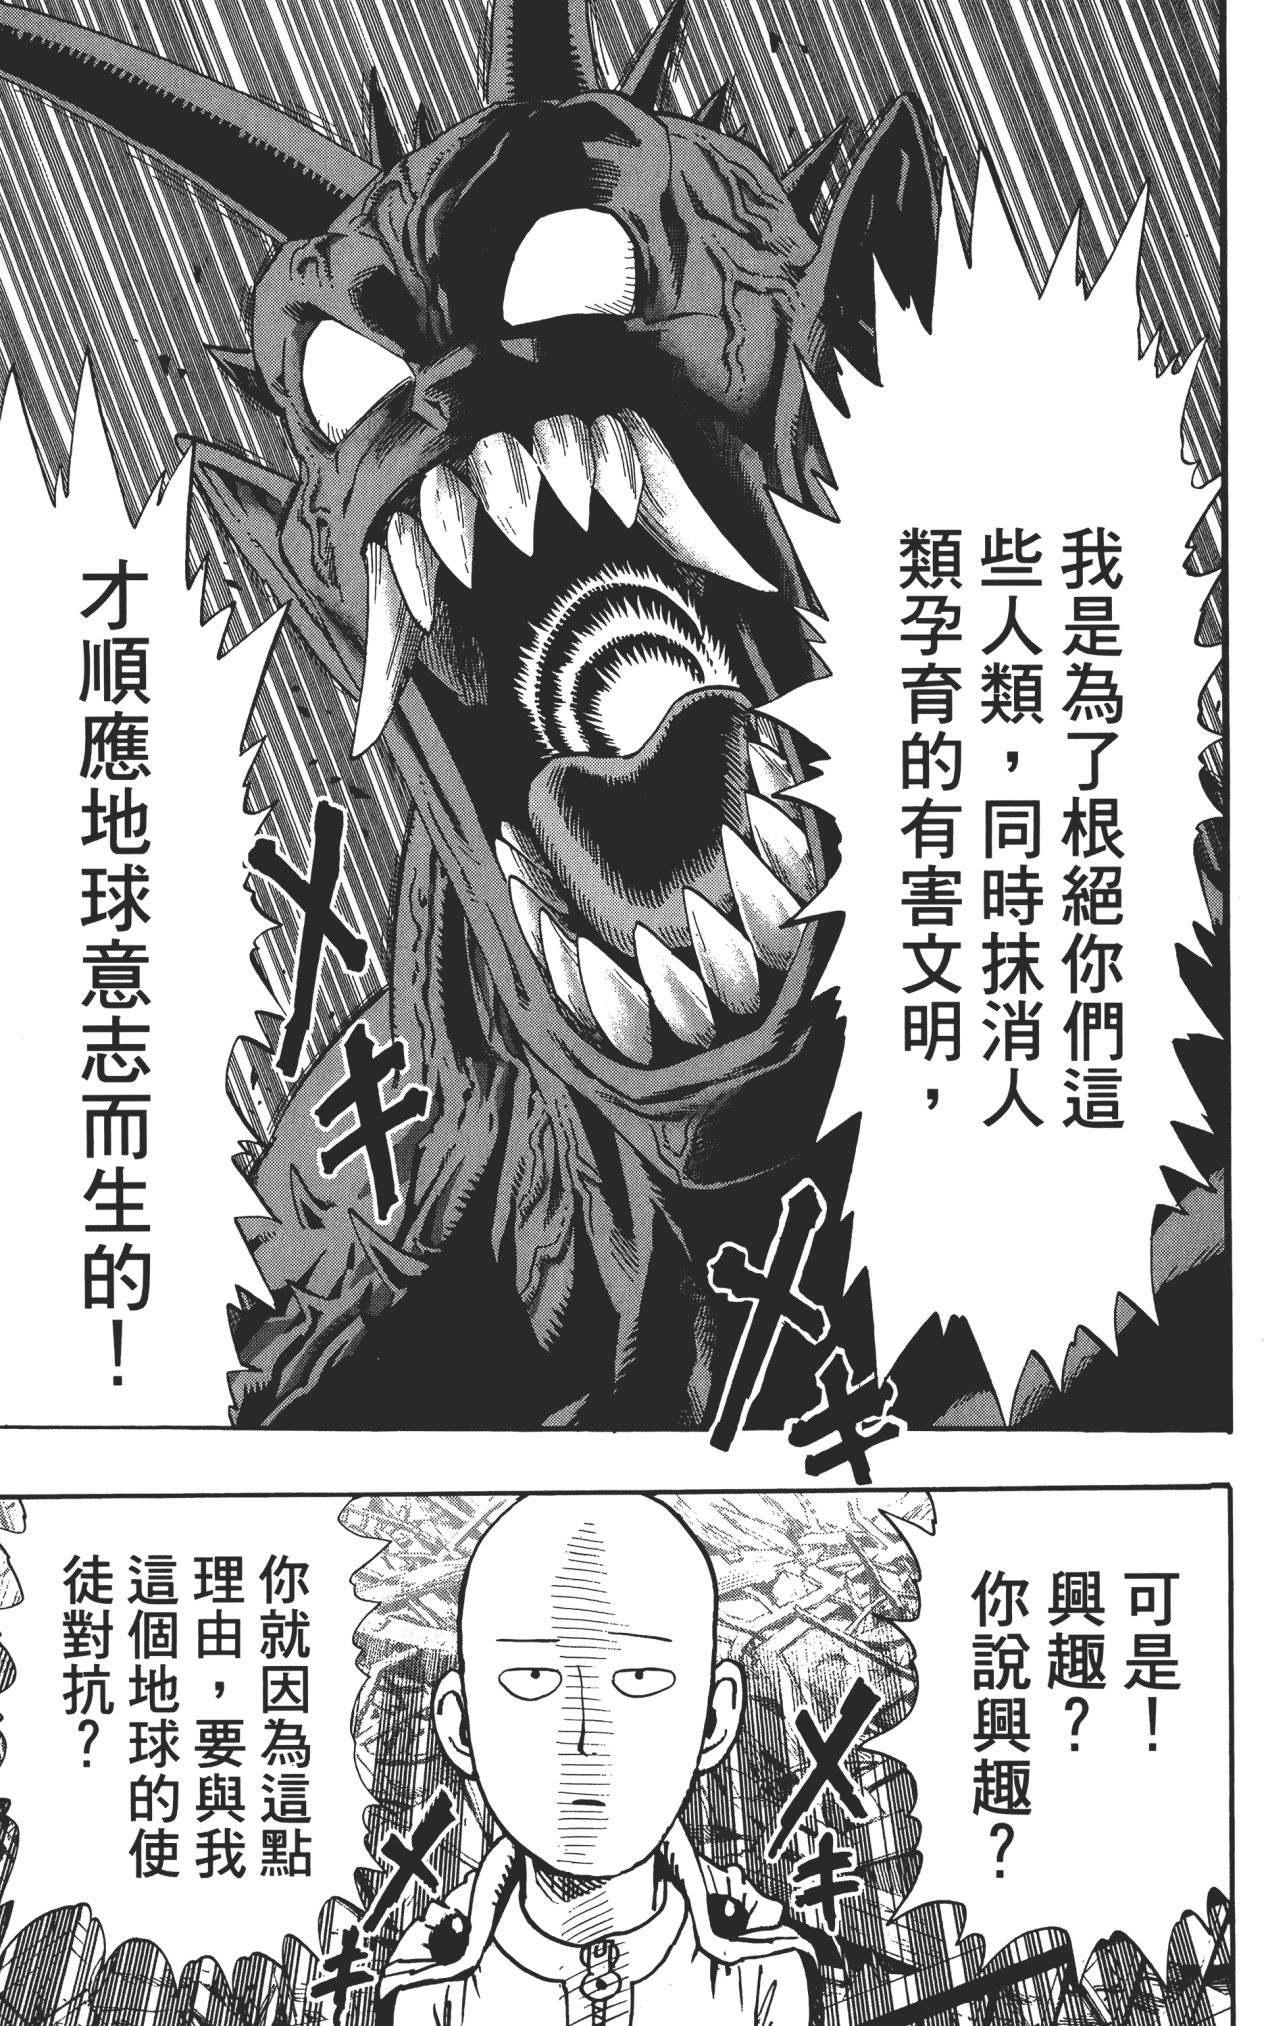 我是為了根絕你們這
些人類，同時抹消人
類孕育的有害文明，
才順應地球意志而生的！
メキ
メキ
可是！
興趣？
你說興趣？
你就因為這點
理由，要與我
這個地球的使
徒對抗？
メキ
メキ